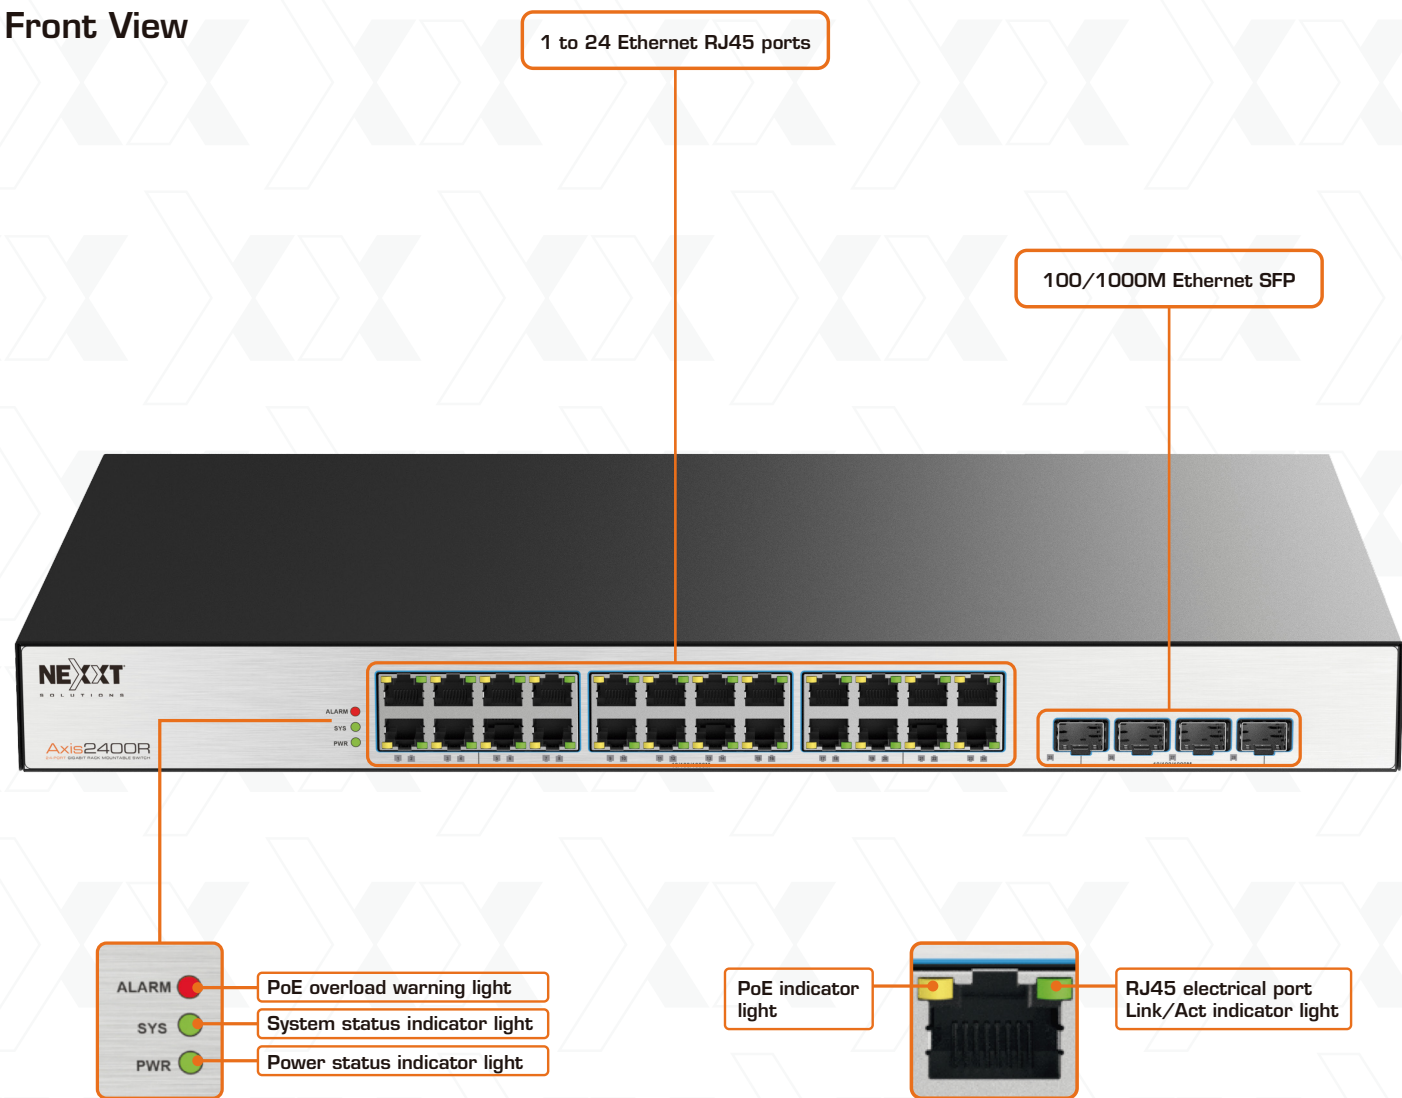 Front View
1 to 24 Ethernet RJ45 ports
100/1000M Ethernet SFP
NEXXT
SOLUTIONS
ALARM
SYS
PWR
Axis2400R
ALARM
PoE overload warning light
SYS
System status indicator light
PWR
Power status indicator light
PoE indicator
light
RJ45 electrical port
Link/Act indicator light